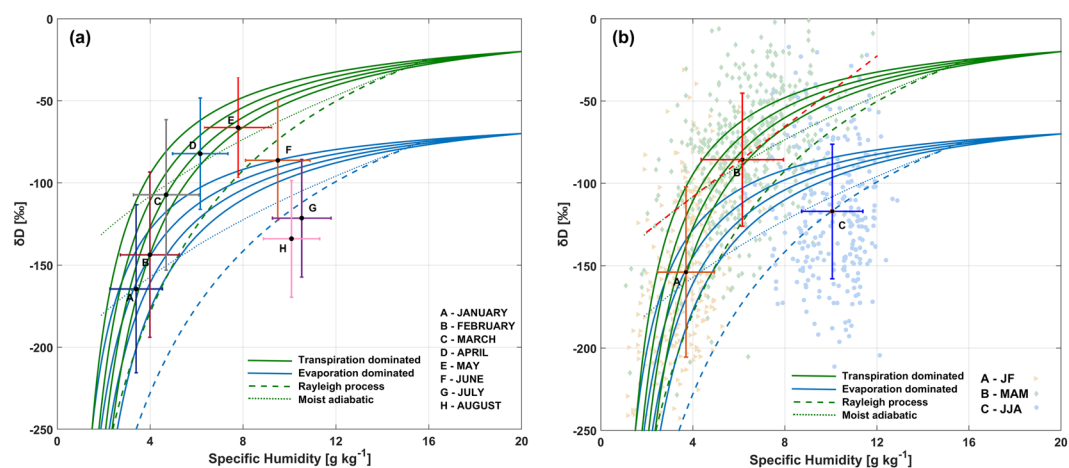 (a)
0
-50
-100
-150
-200
-250
δD [‰]
0 4 8 12 16 20
Specific Humidity [g kg-1]
A
B
C
D
E
F
G
H
Transpiration dominated
Evaporation dominated
Rayleigh process
Moist adiabatic
A - JANUARY
B - FEBRUARY
C - MARCH
D - APRIL
E - MAY
F - JUNE
G - JULY
H - AUGUST
(b)
0
-50
-100
-150
-200
-250
δD [‰]
0 4 8 12 16 20
Specific Humidity [g kg-1]
A
B
C
Transpiration dominated
Evaporation dominated
Rayleigh process
Moist adiabatic
A - JF
B - MAM
C - JJA